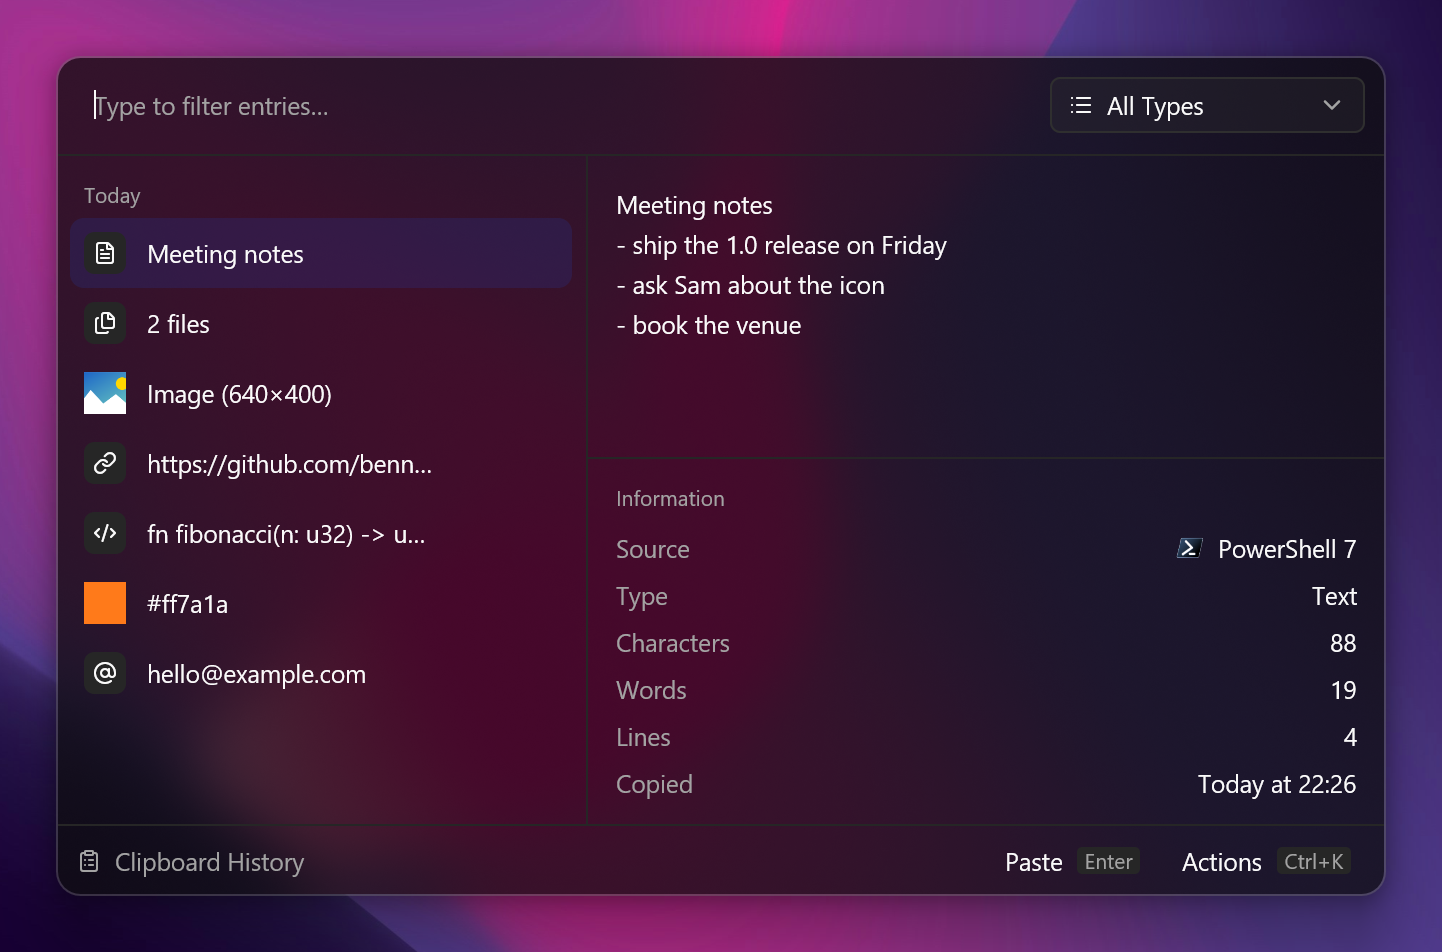 Type to filter entries...
All Types
Today
Meeting notes
2 files
Image (640×400)
https://github.com/benn...
fn fibonacci(n: u32) -> u...
#ff7a1a
@ hello@example.com
Meeting notes
- ship the 1.0 release on Friday
- ask Sam about the icon
- book the venue
Information
Source PowerShell 7
Type Text
Characters 88
Words 19
Lines 4
Copied Today at 22:26
Clipboard History
Paste Enter Actions Ctrl+K